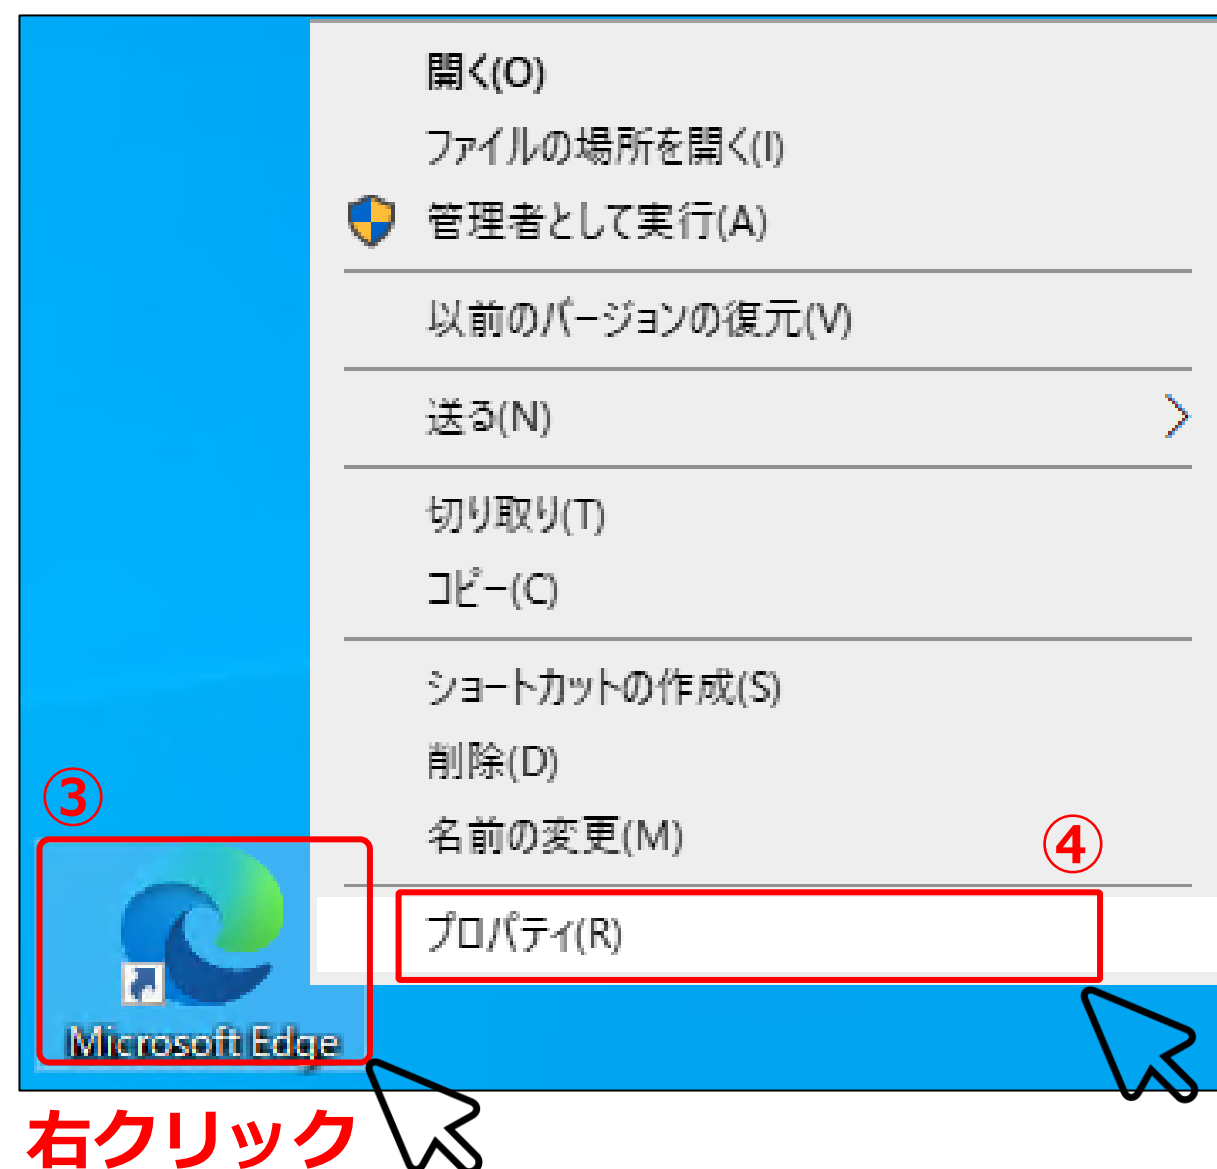 開く(O)
ファイルの場所を開く(I)
管理者として実行(A)
以前のバージョンの復元(V)
送る(N)
切り取り(T)
コピー(C)
ショートカットの作成(S)
削除(D)
名前の変更(M)
③
④
プロパティ(R)
Microsoft Edge
右クリック